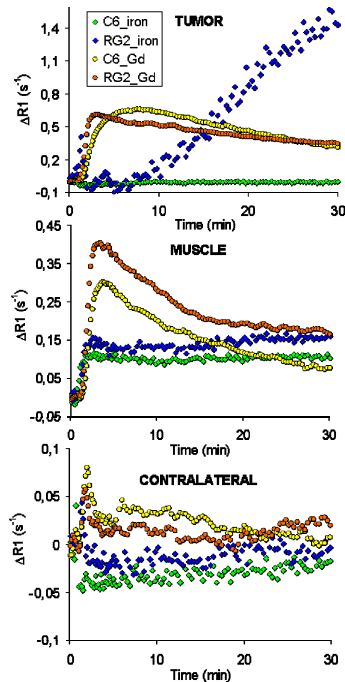 C6_iron
RG2_iron
C6_Gd
RG2_Gd
TUMOR
ΔR1 (s⁻¹)
1,4
1,1
0,8
0,5
0,2
-0,1
0 10 20 30
Time (min)
MUSCLE
ΔR1 (s⁻¹)
0,45
0,35
0,25
0,15
0,05
-0,05
0 10 20 30
Time (min)
CONTRALATERAL
ΔR1 (s⁻¹)
0,1
0,05
0
-0,05
-0,1
0 10 20 30
Time (min)